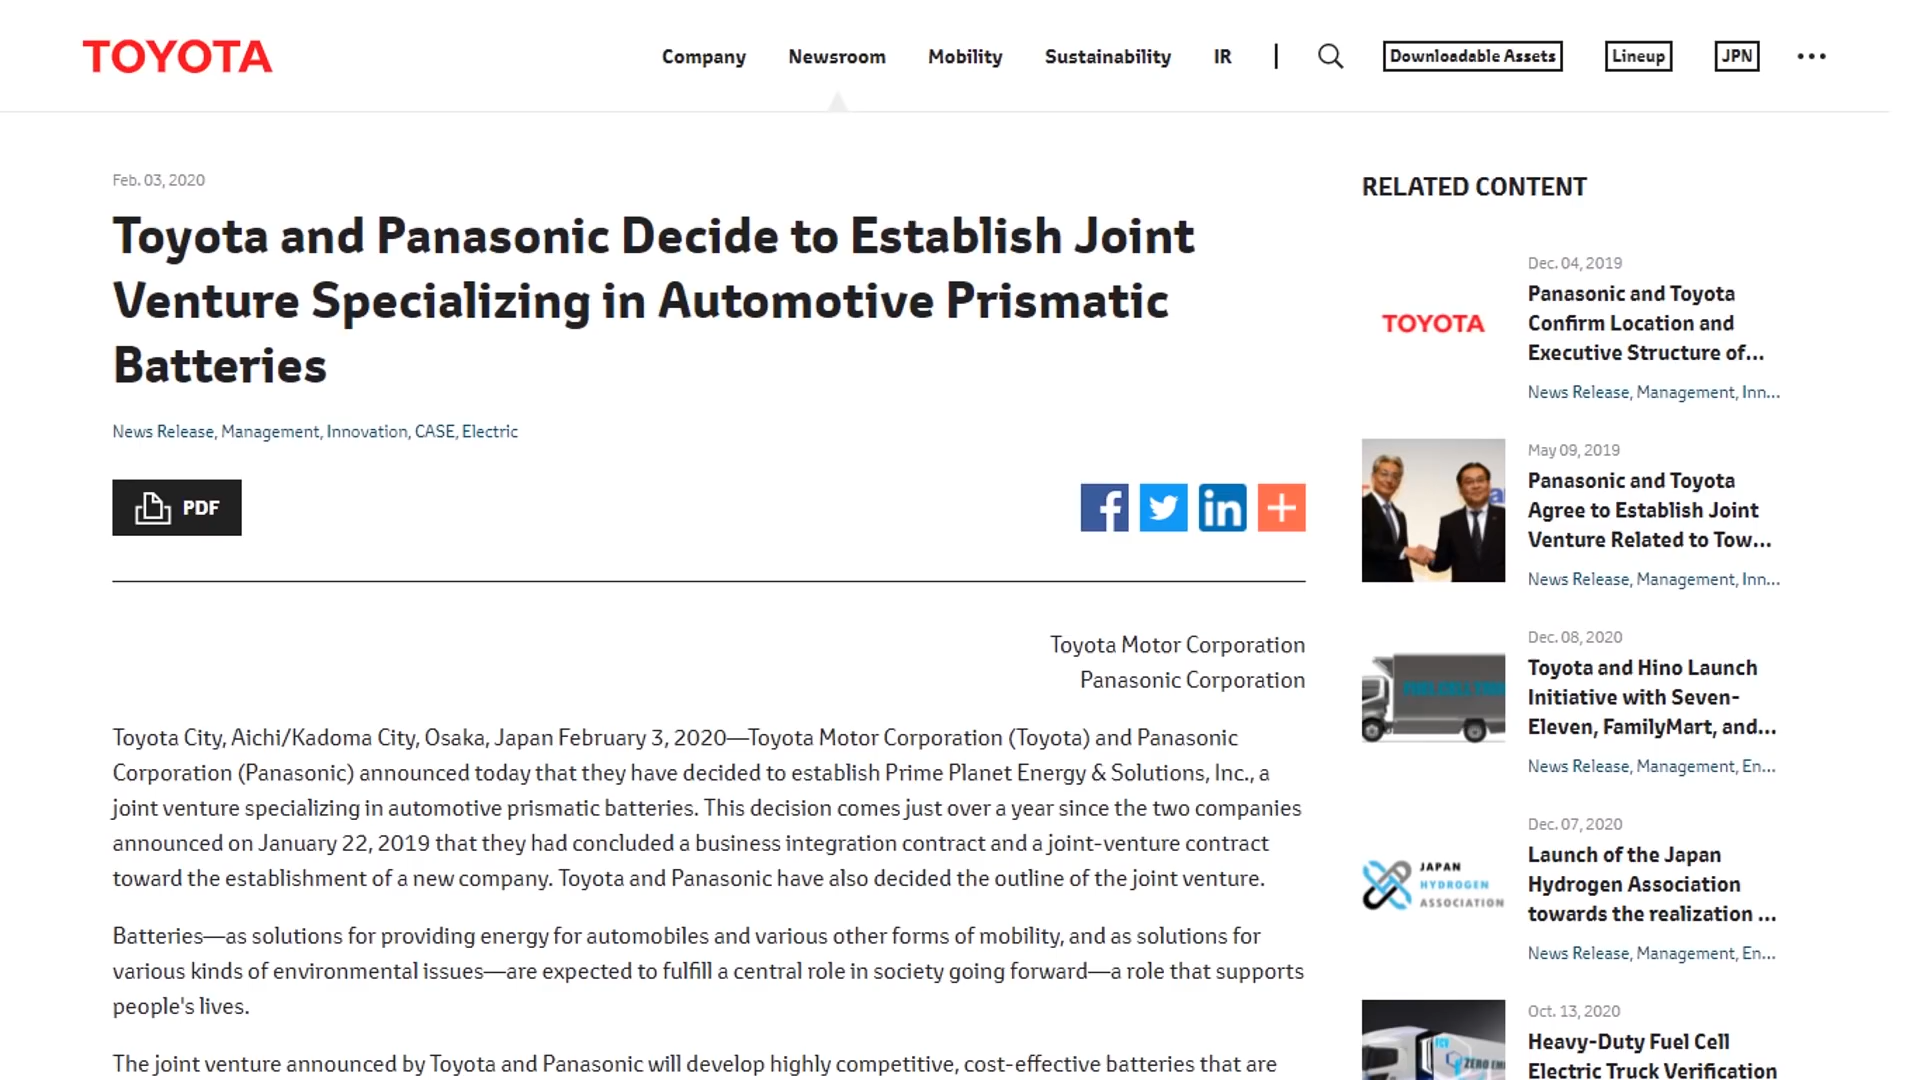 TOYOTA
Company
Newsroom
Mobility
Sustainability
IR
Downloadable Assets
Lineup
JPN
Feb. 03, 2020
Toyota and Panasonic Decide to Establish Joint
Venture Specializing in Automotive Prismatic
Batteries
News Release, Management, Innovation, CASE, Electric
PDF
Toyota Motor Corporation
Panasonic Corporation
Toyota City, Aichi/Kadoma City, Osaka, Japan February 3, 2020—Toyota Motor Corporation (Toyota) and Panasonic
Corporation (Panasonic) announced today that they have decided to establish Prime Planet Energy & Solutions, Inc., a
joint venture specializing in automotive prismatic batteries. This decision comes just over a year since the two companies
announced on January 22, 2019 that they had concluded a business integration contract and a joint-venture contract
toward the establishment of a new company. Toyota and Panasonic have also decided the outline of the joint venture.
Batteries—as solutions for providing energy for automobiles and various other forms of mobility, and as solutions for
various kinds of environmental issues—are expected to fulfill a central role in society going forward—a role that supports
people's lives.
The joint venture announced by Toyota and Panasonic will develop highly competitive, cost-effective batteries that are
RELATED CONTENT
TOYOTA
Dec. 04, 2019
Panasonic and Toyota
Confirm Location and
Executive Structure of...
News Release, Management, Inn...
May 09, 2019
Panasonic and Toyota
Agree to Establish Joint
Venture Related to Tow...
News Release, Management, Inn...
Dec. 08, 2020
Toyota and Hino Launch
Initiative with Seven-
Eleven, FamilyMart, and...
News Release, Management, En...
JAPAN
HYDROGEN
ASSOCIATION
Dec. 07, 2020
Launch of the Japan
Hydrogen Association
towards the realization ...
News Release, Management, En...
Oct. 13, 2020
Heavy-Duty Fuel Cell
Electric Truck Verification